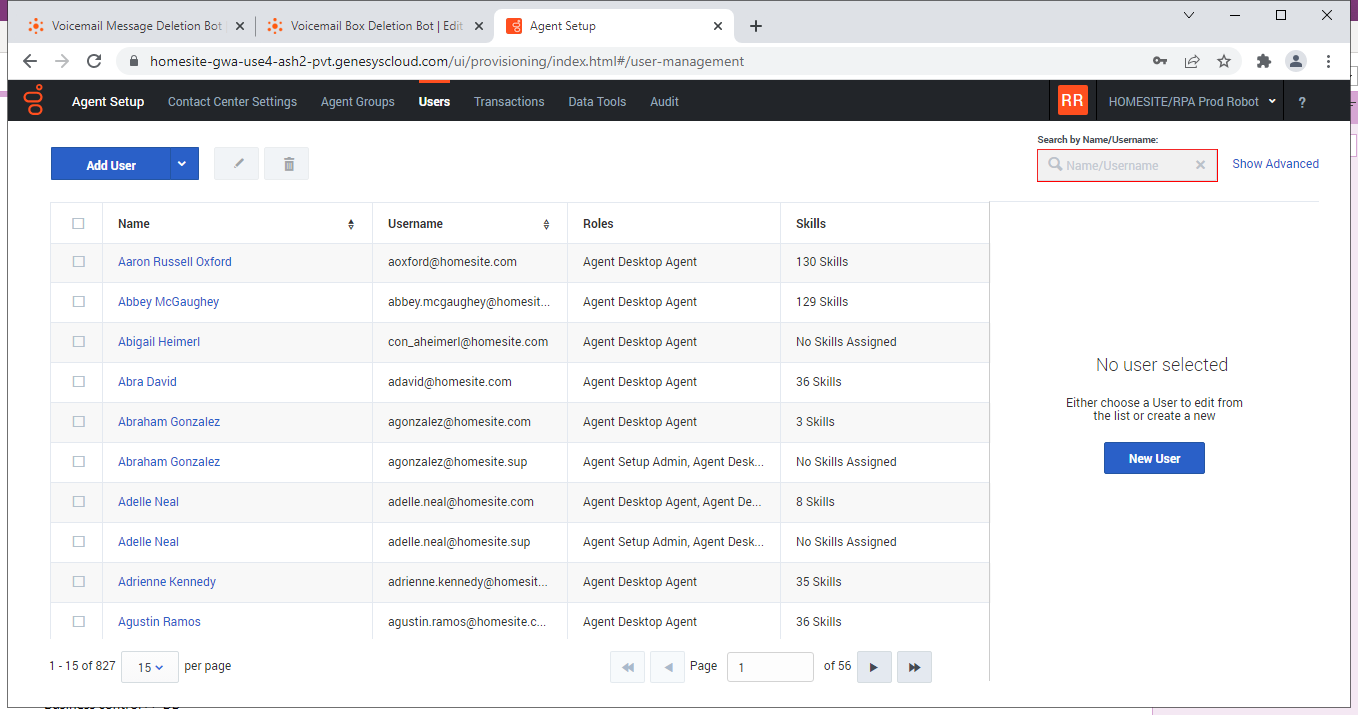 Voicemail Message Deletion Bot
Voicemail Box Deletion Bot | Edit
Agent Setup
homesite-gwa-use4-ash2-pvt.genesyscloud.com/ui/provisioning/index.html#/user-management
Agent Setup Contact Center Settings Agent Groups Users Transactions Data Tools Audit RR HOMESITE/RPA Prod Robot ?
Search by Name/Username:
Add User Name/Username Show Advanced
Name Username Roles Skills
Aaron Russell Oxford aoxford@homesite.com Agent Desktop Agent 130 Skills
Abbey McGaughey abbey.mcgaughey@homesit... Agent Desktop Agent 129 Skills
Abigail Heimerl con_aheimerl@homesite.com Agent Desktop Agent No Skills Assigned
Abra David adavid@homesite.com Agent Desktop Agent 36 Skills
Abraham Gonzalez agonzalez@homesite.com Agent Desktop Agent 3 Skills
Abraham Gonzalez agonzalez@homesite.sup Agent Setup Admin, Agent Desk... No Skills Assigned
Adelle Neal adelle.neal@homesite.com Agent Desktop Agent, Agent De... 8 Skills
Adelle Neal adelle.neal@homesite.sup Agent Setup Admin, Agent Desk... No Skills Assigned
Adrienne Kennedy adrienne.kennedy@homesit... Agent Desktop Agent 35 Skills
Agustin Ramos agustin.ramos@homesite.c... Agent Desktop Agent 36 Skills
No user selected
Either choose a User to edit from
the list or create a new
New User
1 - 15 of 827 15 per page Page 1 of 56